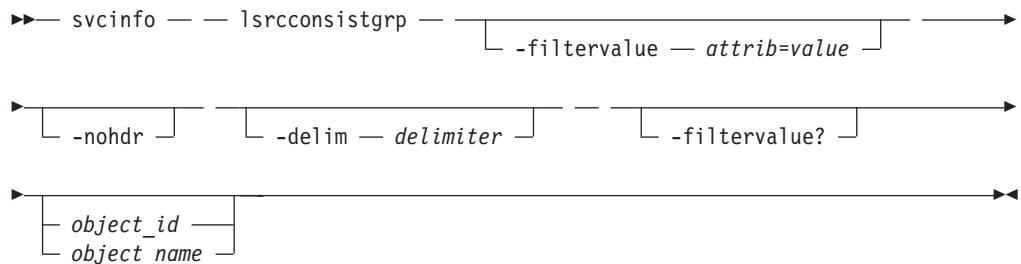 svcinfo lsrcconsistgrp
-filtervalue attrib=value
-nohdr -delim delimiter -filtervalue?
object_id
object name